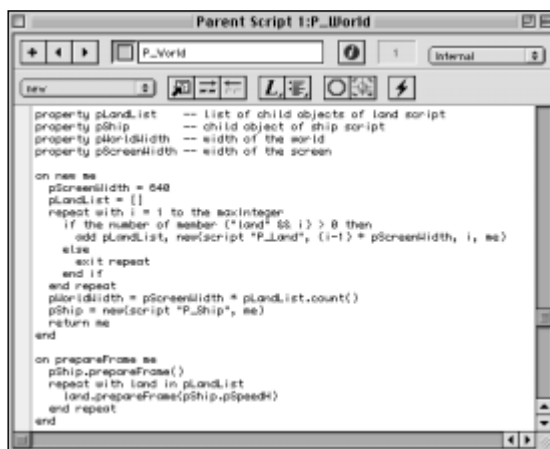 Parent Script 1:P_World
P_World
1
Internal
new
property pLandList -- list of child objects of land script
property pShip -- child object of ship script
property pWorldWidth -- width of the world
property pScreenWidth -- width of the screen
on new me
pScreenWidth = 640
pLandList = []
repeat with i = 1 to the maxInteger
if the number of member ("land" && i) > 0 then
add pLandList, new(script "P_Land", (i-1) * pScreenWidth, i, me)
else
exit repeat
end if
end repeat
pWorldWidth = pScreenWidth * pLandList.count()
pShip = new(script "P_Ship", me)
return me
end
on prepareFrame me
pShip.prepareFrame()
repeat with land in pLandList
land.prepareFrame(pShip.pSpeedH)
end repeat
end